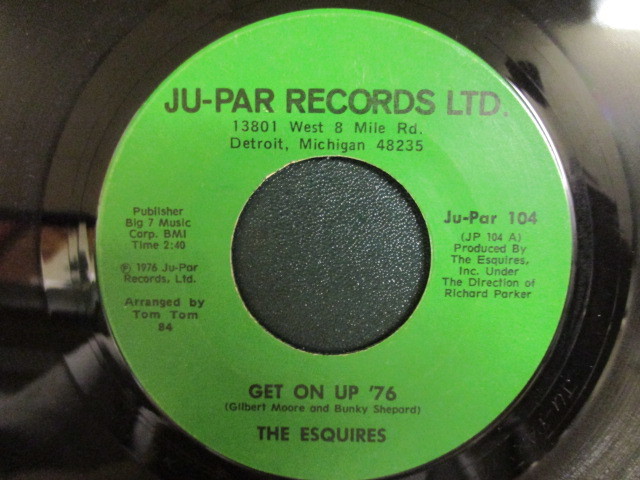 JU-PAR RECORDS LTD.
13801 West 8 Mile Rd.
Detroit, Michigan 48235
Publisher
Big 7 Music
Corp. BMI
Time 2:40
℗ 1976 Ju-Par
Records, Ltd.
Arranged by
Tom Tom
84
Ju-Par 104
(JP 104 A)
Produced By
The Esquires,
Inc. Under
The Direction of
Richard Parker
GET ON UP '76
(Gilbert Moore and Bunky Shepard)
THE ESQUIRES